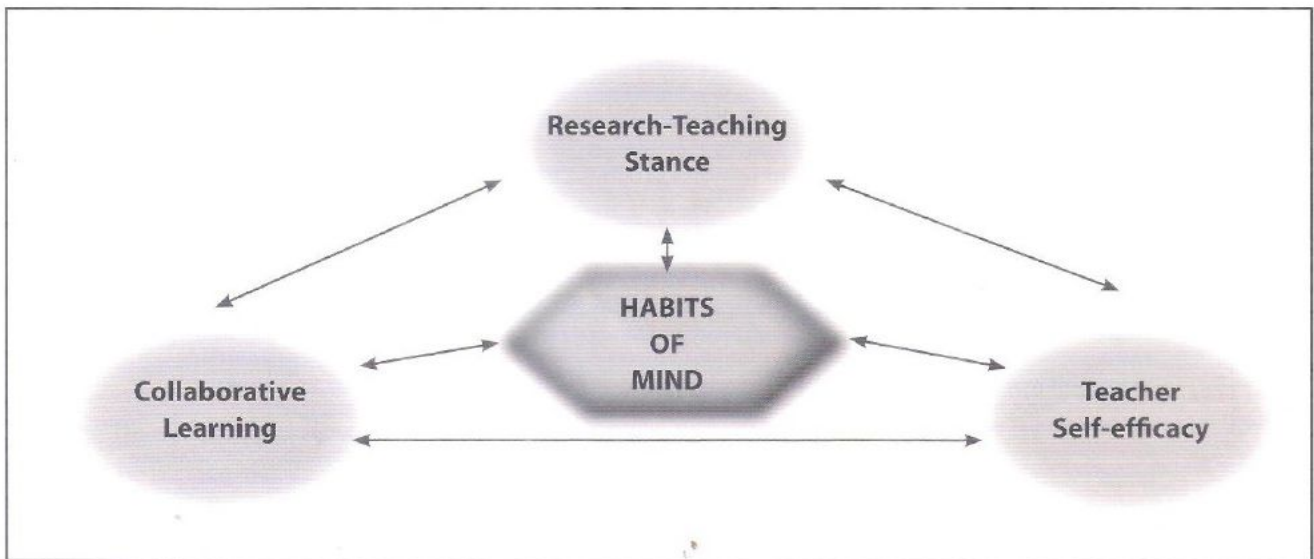 Research-Teaching
Stance
HABITS
OF
MIND
Collaborative
Learning
Teacher
Self-efficacy